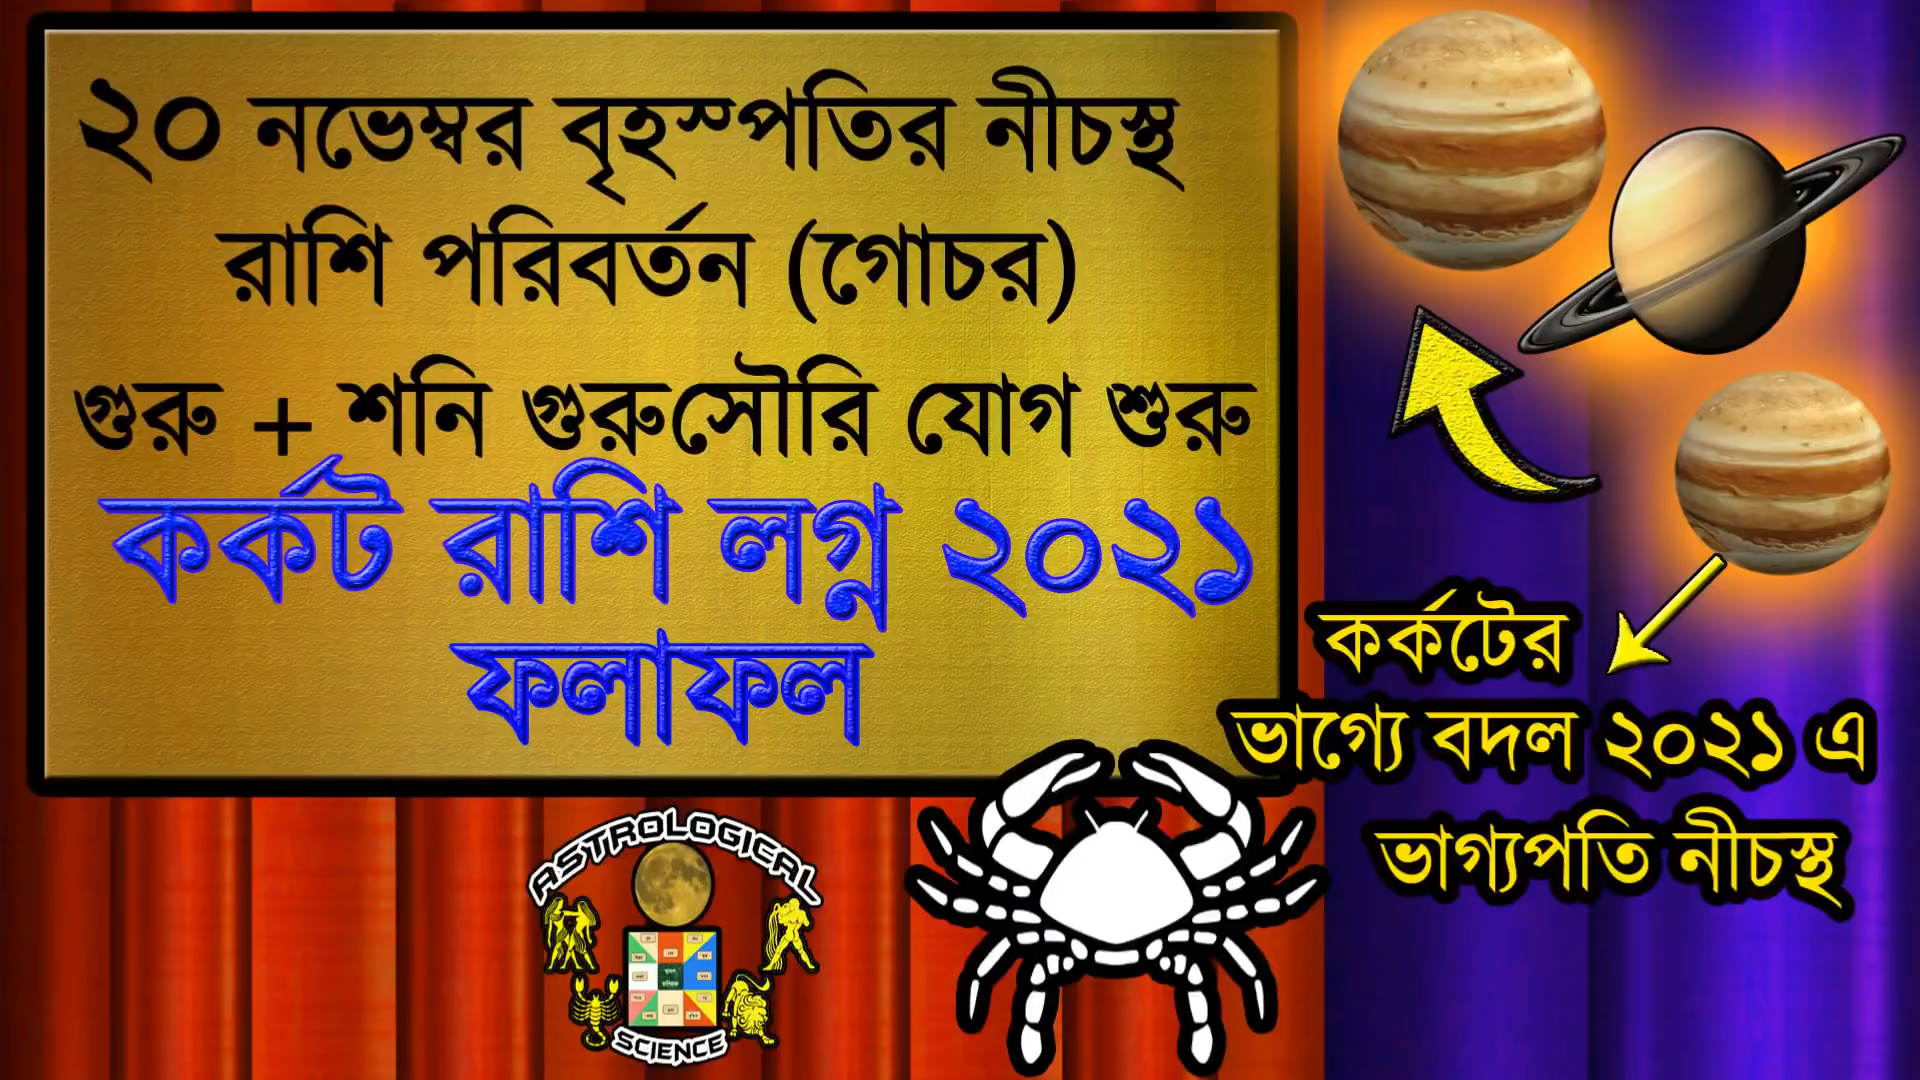 ২০ নভেম্বর বৃহস্পতির নীচস্থ
রাশি পরিবর্তন (গোচর)
গুরু + শনি গুরুসৌরি যোগ শুরু
কর্কট রাশি লগ্ন ২০২১
ফলাফল
কর্কটের
ভাগ্যে বদল ২০২১ এ
ভাগ্যপতি নীচস্থ
ASTROLOGICAL
SCIENCE